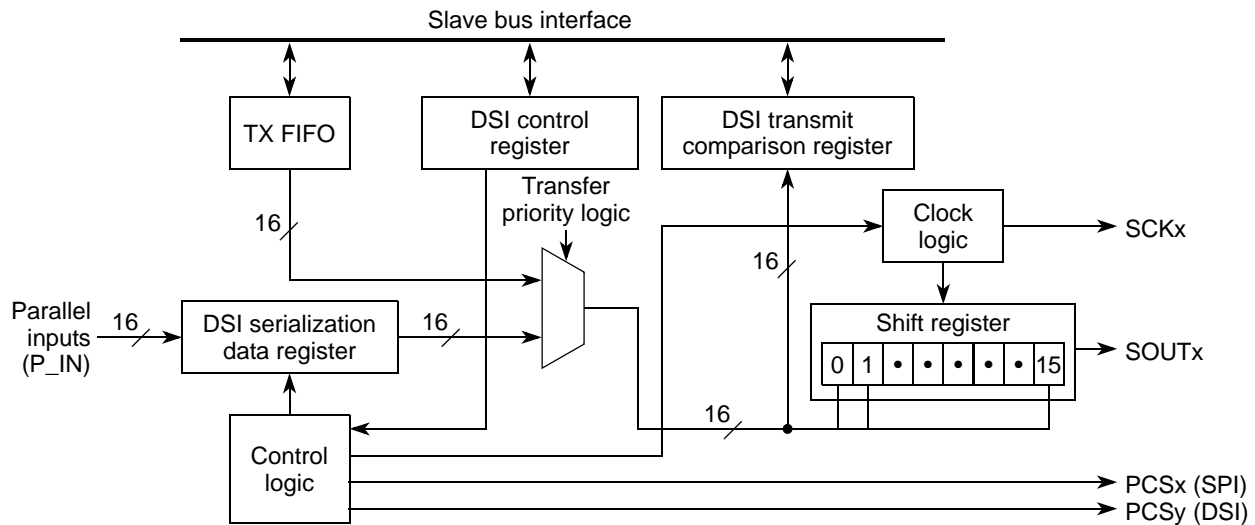 Slave bus interface
TX FIFO
DSI control
register
DSI transmit
comparison register
Transfer
priority logic
16
16
Clock
logic
SCKx
Parallel
inputs
(P_IN)
16
DSI serialization
data register
16
Shift register
0 1 • • • • • 15
SOUTx
16
Control
logic
PCSx (SPI)
PCSy (DSI)